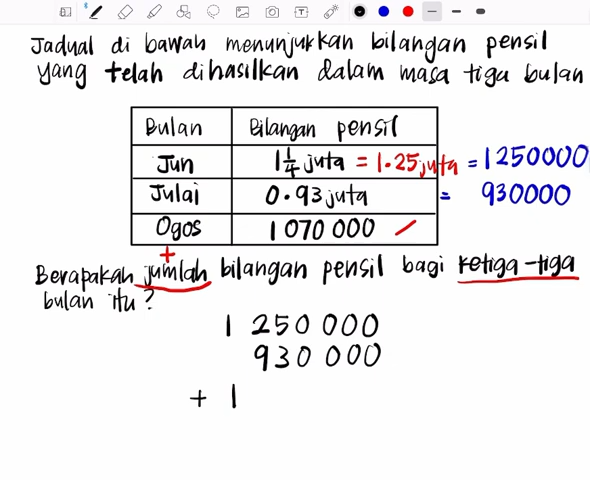 Jadual di bawah menunjukkan bilangan pensil
yang telah dihasilkan dalam masa tiga bulan
Bulan Bilangan pensil
Jun 1 1/4 juta = 1.25 juta = 1250000
Julai 0.93 juta = 930000
Ogos 1 070 000
+
Berapakah jumlah bilangan pensil bagi ketiga-tiga
bulan itu?
1 250 000
930 000
+ 1